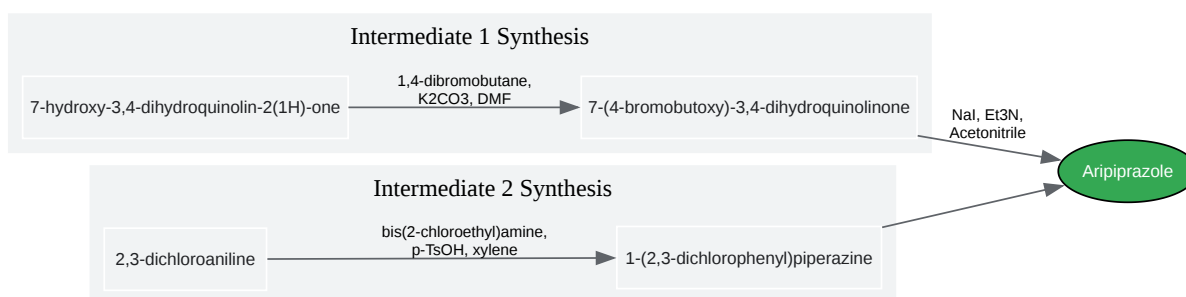 Intermediate 1 Synthesis
7-hydroxy-3,4-dihydroquinolin-2(1H)-one
1,4-dibromobutane,
K2CO3, DMF
7-(4-bromobutoxy)-3,4-dihydroquinolinone
NaI, Et3N,
Acetonitrile
Aripiprazole
Intermediate 2 Synthesis
2,3-dichloroaniline
bis(2-chloroethyl)amine,
p-TsOH, xylene
1-(2,3-dichlorophenyl)piperazine